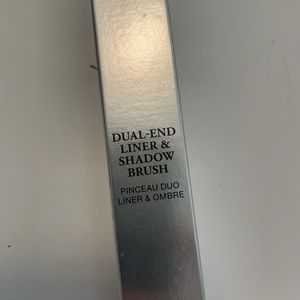 DUAL-END
LINER &
SHADOW
BRUSH
PINCEAU DUO
LINER & OMBRE